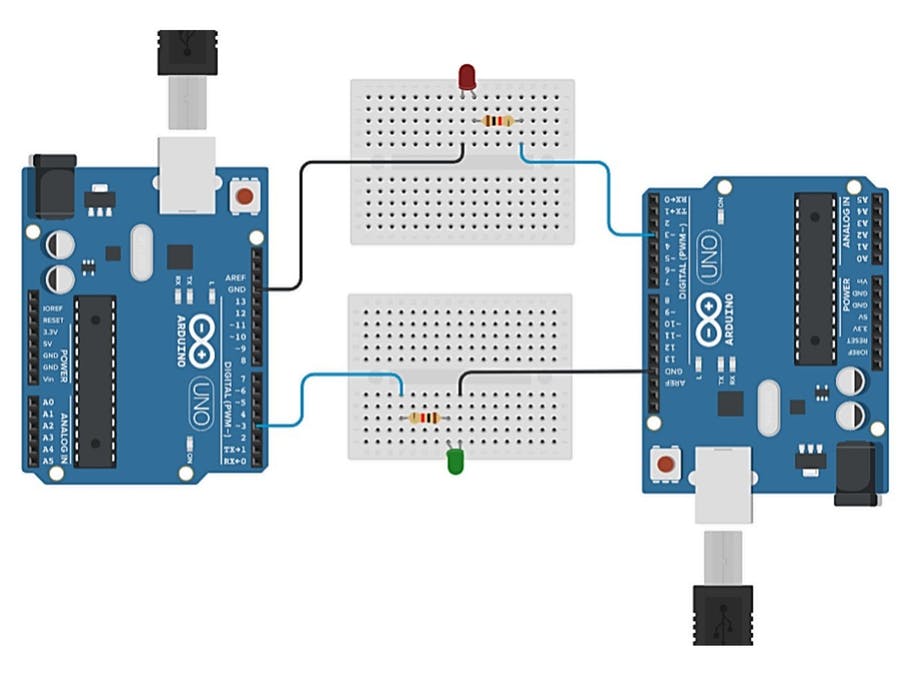 AREF
GND
13
12
~11
~10
~9
8
7
~6
~5
4
~3
2
TX→1
RX←0
DIGITAL (PWM~)
L
TX
RX
ARDUINO
UNO
ON
IOREF
RESET
3.3V
5V
GND
GND
Vin
POWER
A0
A1
A2
A3
A4
A5
ANALOG IN
RX←0
TX→1
2
~3
4
~5
~6
7
8
~9
~10
~11
12
13
GND
AREF
DIGITAL (PWM~)
ON
UNO
ARDUINO
L
TX
RX
A5
A4
A3
A2
A1
A0
ANALOG IN
Vin
GND
GND
5V
3.3V
RESET
IOREF
POWER